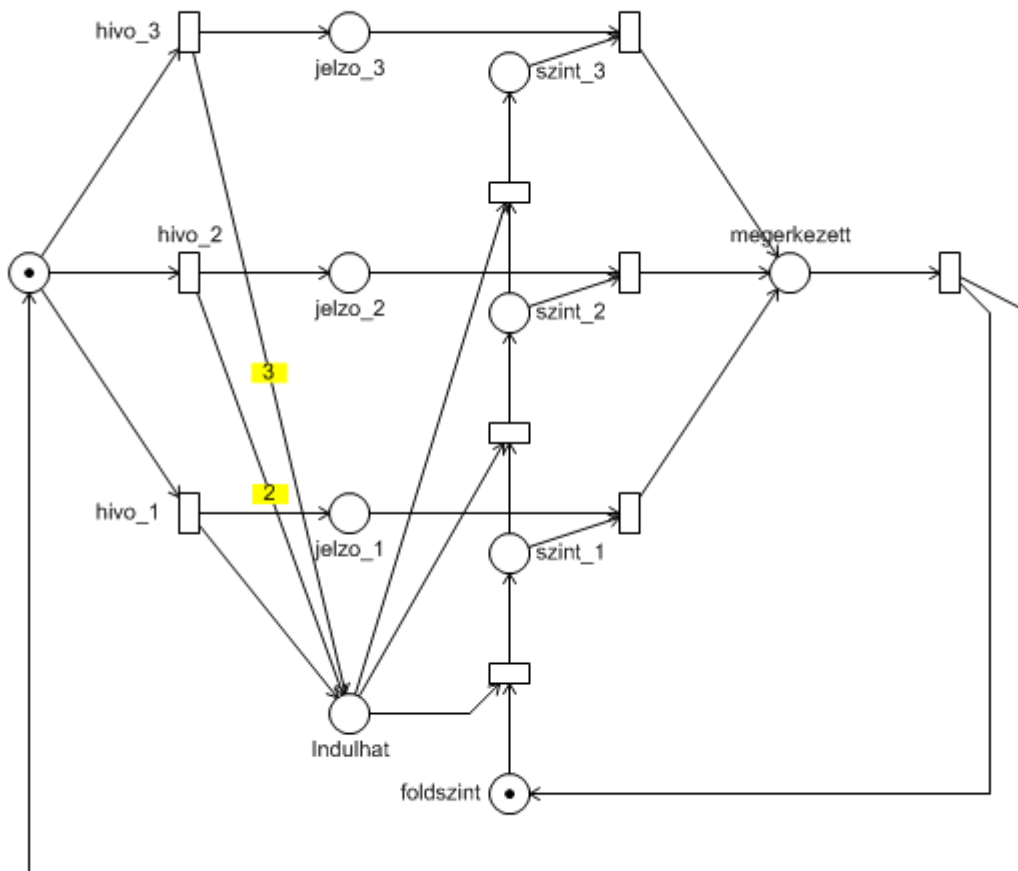 hivo_3
jelzo_3
szint_3
hivo_2
megerkezett
jelzo_2
szint_2
3
2
hivo_1
jelzo_1
szint_1
Indulhat
foldszint